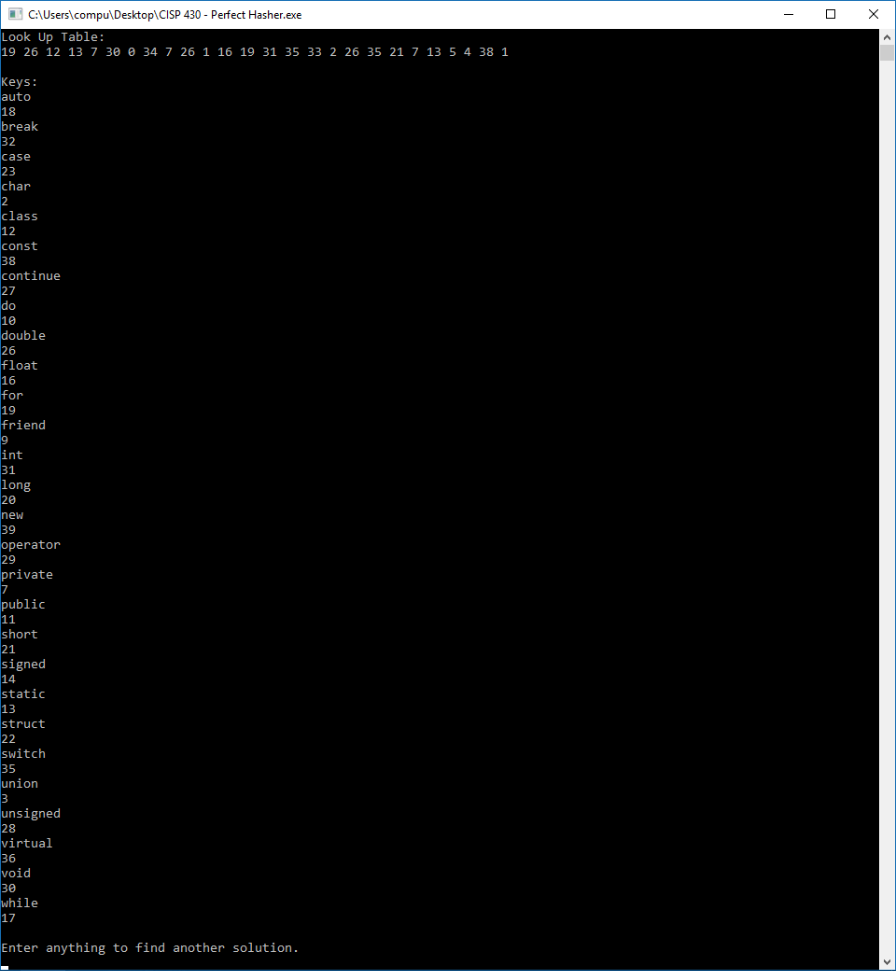 C:\Users\compu\Desktop\CISP 430 - Perfect Hasher.exe
Look Up Table:
19 26 12 13 7 30 0 34 7 26 1 16 19 31 35 33 2 26 35 21 7 13 5 4 38 1
Keys:
auto
18
break
32
case
23
char
2
class
12
const
38
continue
27
do
10
double
26
float
16
for
19
friend
9
int
31
long
20
new
39
operator
29
private
7
public
11
short
21
signed
14
static
13
struct
22
switch
35
union
3
unsigned
28
virtual
36
void
30
while
17
Enter anything to find another solution.